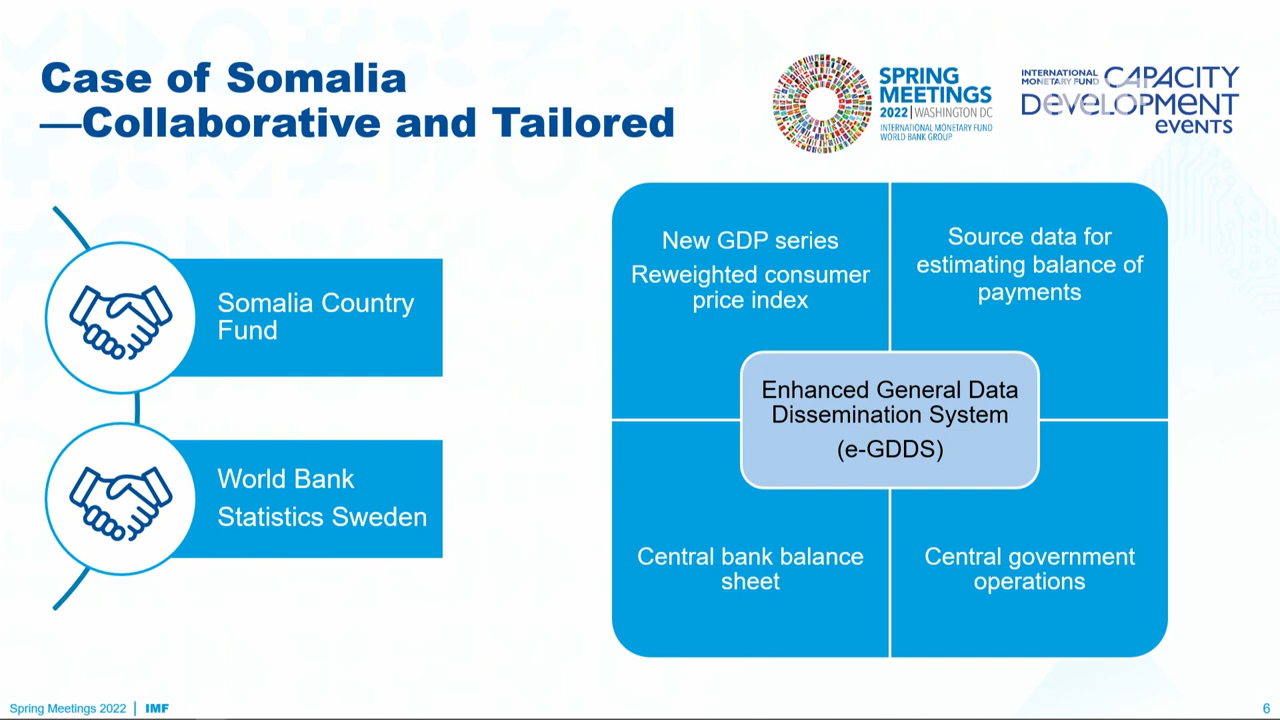 Case of Somalia
—Collaborative and Tailored
SPRING
MEETINGS
2022 | WASHINGTON DC
INTERNATIONAL MONETARY FUND
WORLD BANK GROUP
INTERNATIONAL
MONETARY FUND
CAPACITY
DEVELOPMENT
events
Somalia Country
Fund
World Bank
Statistics Sweden
New GDP series
Reweighted consumer
price index
Source data for
estimating balance of
payments
Enhanced General Data
Dissemination System
(e-GDDS)
Central bank balance
sheet
Central government
operations
Spring Meetings 2022 | IMF
6